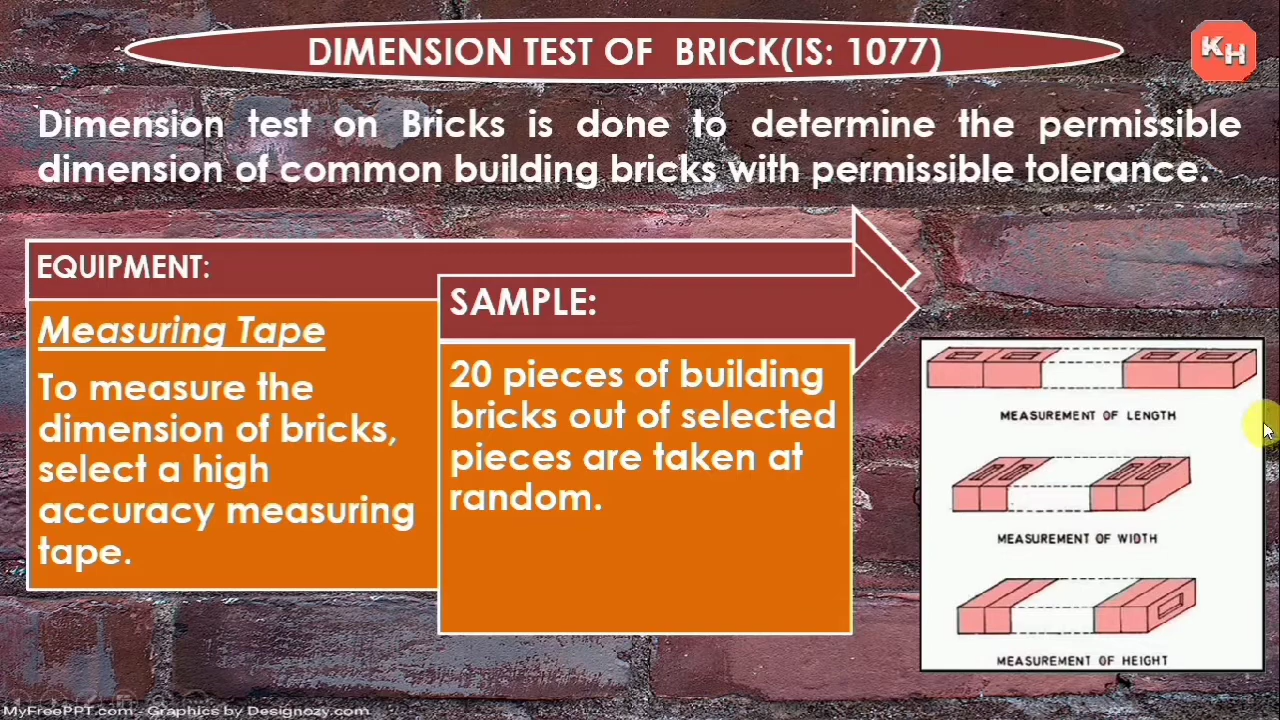 DIMENSION TEST OF BRICK(IS: 1077)
KH
Dimension test on Bricks is done to determine the permissible
dimension of common building bricks with permissible tolerance.
EQUIPMENT:
Measuring Tape
To measure the
dimension of bricks,
select a high
accuracy measuring
tape.
SAMPLE:
20 pieces of building
bricks out of selected
pieces are taken at
random.
MEASUREMENT OF LENGTH
MEASUREMENT OF WIDTH
MEASUREMENT OF HEIGHT
MyFreePPT.com - Graphics by Designozy.com